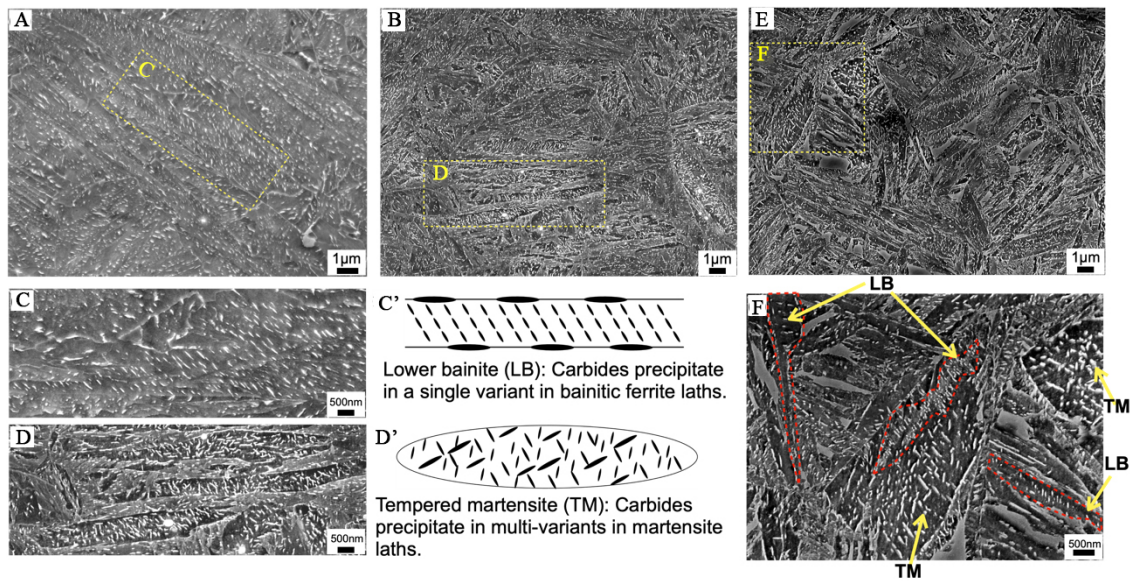 A
C
1μm
B
D
1μm
E
F
1μm
C
500nm
D
500nm
C’
Lower bainite (LB): Carbides precipitate
in a single variant in bainitic ferrite laths.
D’
Tempered martensite (TM): Carbides
precipitate in multi-variants in martensite
laths.
F
LB
TM
LB
TM
500nm